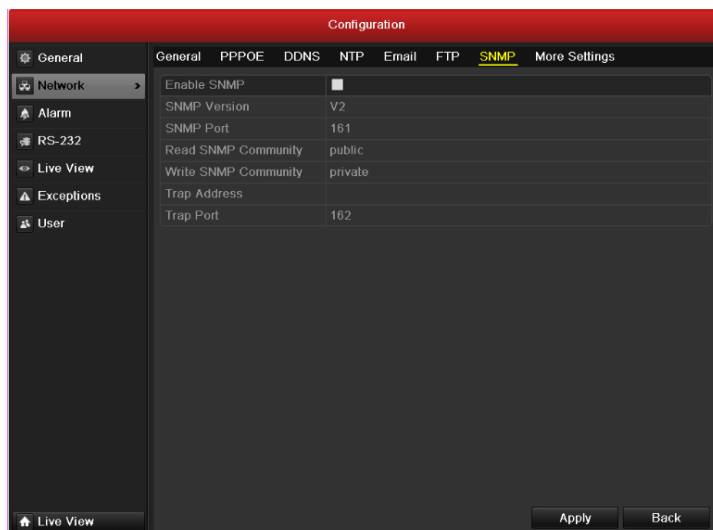 Configuration
General
Network >
Alarm
RS-232
Live View
Exceptions
User
Live View
General PPPOE DDNS NTP Email FTP SNMP More Settings
Enable SNMP
SNMP Version V2
SNMP Port 161
Read SNMP Community public
Write SNMP Community private
Trap Address
Trap Port 162
Apply Back